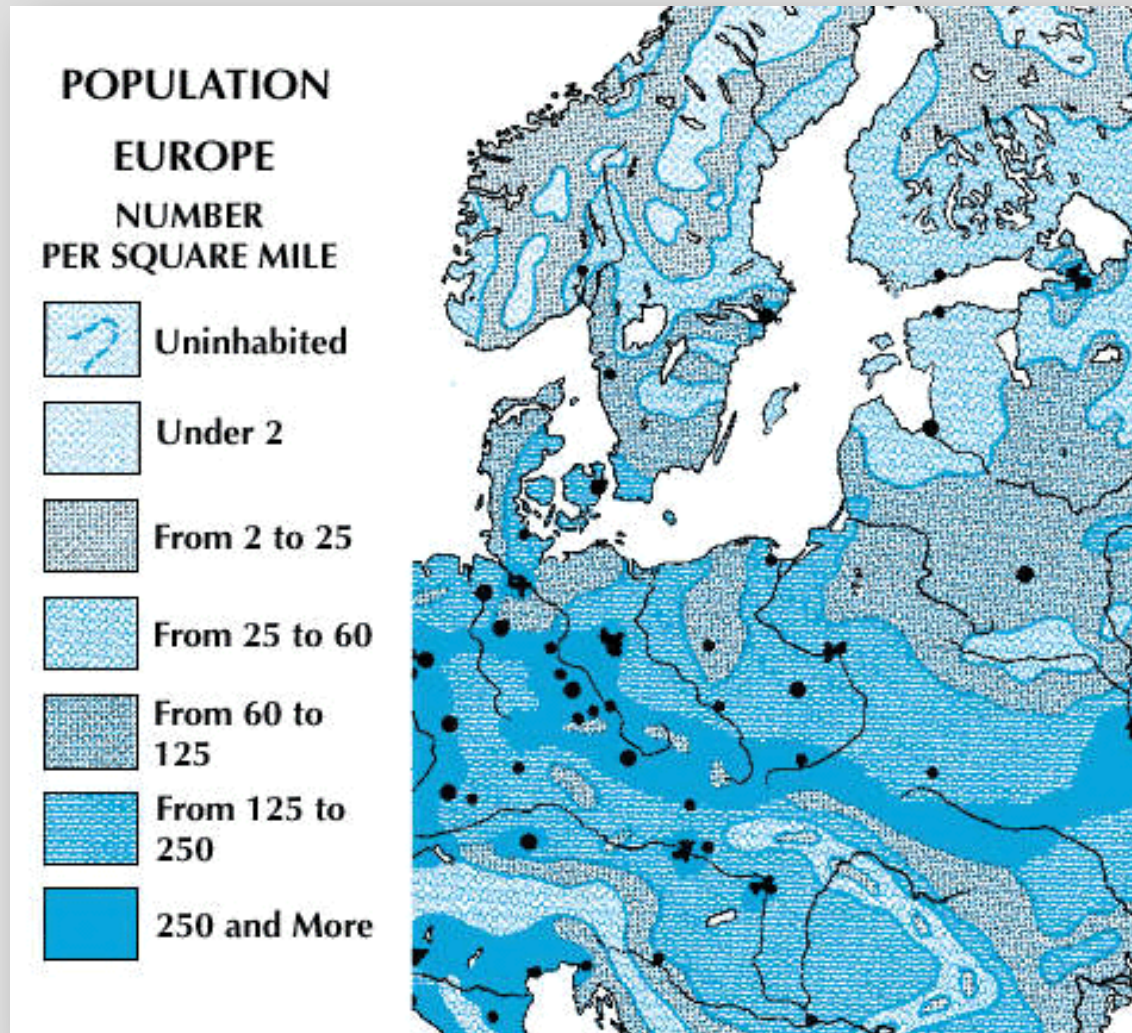 POPULATION
EUROPE
NUMBER
PER SQUARE MILE
Uninhabited
Under 2
From 2 to 25
From 25 to 60
From 60 to
125
From 125 to
250
250 and More